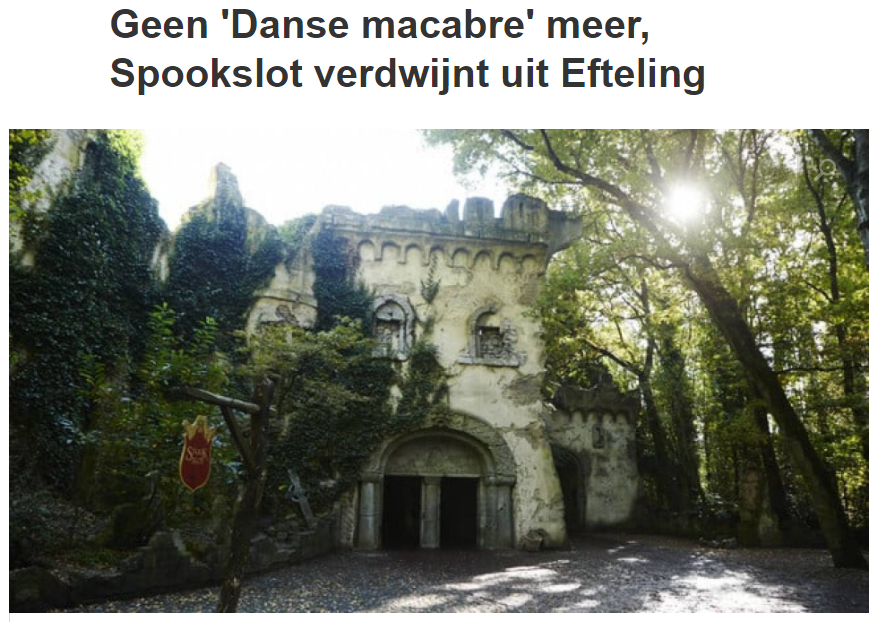 Geen 'Danse macabre' meer,
Spookslot verdwijnt uit Efteling